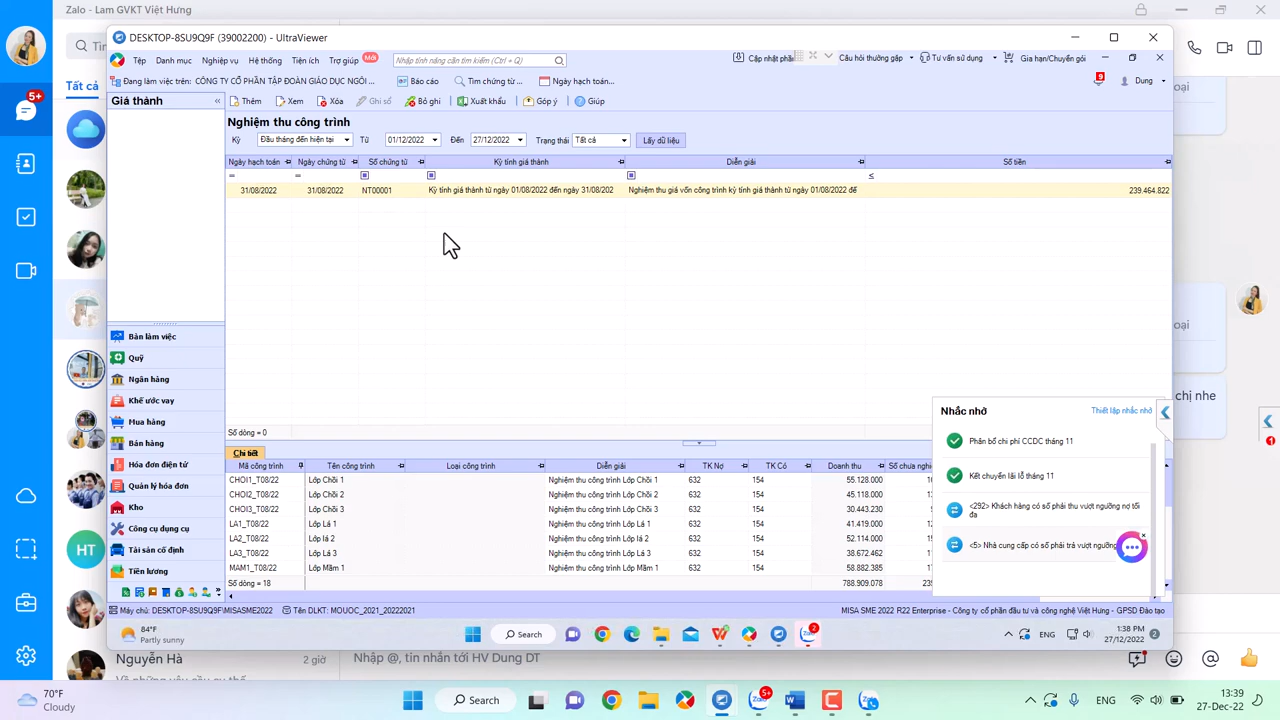 Zalo - Lam GVKT Việt Hưng
DESKTOP-8SU9Q9F (39002200) - UltraViewer
Tệp Danh mục Nghiệp vụ Hệ thống Tiện ích Trợ giúp Mới Nhập tính năng cần tìm kiếm (Ctrl + Q) Cập nhật phần Câu hỏi thường gặp Tư vấn sử dụng Gia hạn/Chuyển gói
Đang làm việc trên: CÔNG TY CỔ PHẦN TẬP ĐOÀN GIÁO DỤC NGÔI ... Báo cáo Tìm chứng từ... Ngày hạch toán... 9 Dung
5+
Tất cả
Giá thành «
Thêm Xem Xóa Ghi sổ Bỏ ghi Xuất khẩu Góp ý Giúp
Nghiệm thu công trình
Kỳ Đầu tháng đến hiện tại Từ 01/12/2022 Đến 27/12/2022 Trạng thái Tất cả Lấy dữ liệu
Ngày hạch toán Ngày chứng từ Số chứng từ Kỳ tính giá thành Diễn giải Số tiền
= = ≤
31/08/2022 31/08/2022 NT00001 Kỳ tính giá thành từ ngày 01/08/2022 đến ngày 31/08/202 Nghiệm thu giá vốn công trình kỳ tính giá thành từ ngày 01/08/2022 đế 239.464.822
oại
oại
chị nhe
Bàn làm việc
Quỹ
Ngân hàng
Khế ước vay
Mua hàng
Bán hàng
Hóa đơn điện tử
Quản lý hóa đơn
Kho
Công cụ dụng cụ
Tài sản cố định
Tiền lương
Số dòng = 0
Chi tiết
Mã công trình Tên công trình Loại công trình Diễn giải TK Nợ TK Có Doanh thu Số chưa nghi
CHOI1_T08/22 Lớp Chồi 1 Nghiệm thu công trình Lớp Chồi 1 632 154 55.128.000
CHOI2_T08/22 Lớp Chồi 2 Nghiệm thu công trình Lớp Chồi 2 632 154 45.118.000
CHOI3_T08/22 Lớp Chồi 3 Nghiệm thu công trình Lớp Chồi 3 632 154 30.443.230
LA1_T08/22 Lớp Lá 1 Nghiệm thu công trình Lớp Lá 1 632 154 41.419.000
LA2_T08/22 Lớp lá 2 Nghiệm thu công trình Lớp lá 2 632 154 52.114.000
LA3_T08/22 Lớp Lá 3 Nghiệm thu công trình Lớp Lá 3 632 154 38.672.462
MAM1_T08/22 Lớp Mầm 1 Nghiệm thu công trình Lớp Mầm 1 632 154 58.882.385
Số dòng = 18 788.909.078
Nhắc nhở Thiết lập nhắc nhở
Phân bổ chi phí CCDC tháng 11
Kết chuyển lãi lỗ tháng 11
<292> Khách hàng có số phải thu vượt ngưỡng nợ tối
đa
<5> Nhà cung cấp có số phải trả vượt ngưỡng
1
HT
Máy chủ: DESKTOP-8SU9Q9F\MISASME2022 Tên DLKT: MOUOC_2021_20222021 MISA SME 2022 R22 Enterprise - Công ty cổ phần đầu tư và công nghệ Việt Hưng - GPSD Đào tạo
84°F
Partly sunny
Search
2
ENG
1:38 PM
27/12/2022
2
Nguyễn Hà 2 giờ
Nhập @, tin nhắn tới HV Dung DT
70°F
Cloudy
Search
5+
ENG
13:39
27-Dec-22